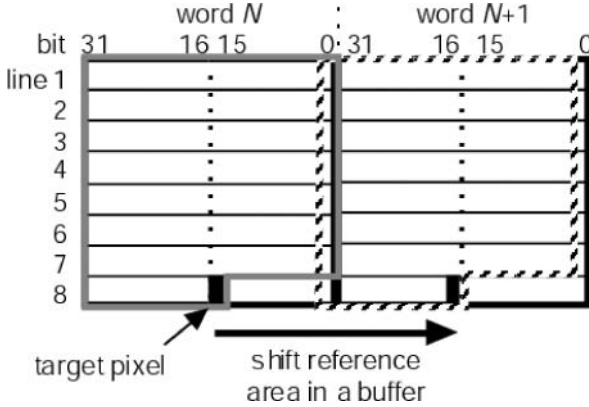 word N word N+1
bit 31 16 15 0 31 16 15 0
line 1
2
3
4
5
6
7
8
target pixel
shift reference
area in a buffer